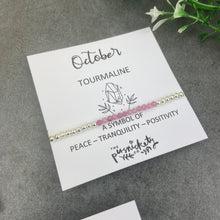 October
TOURMALINE
A SYMBOL OF
PEACE – TRANQUILITY – POSITIVITY